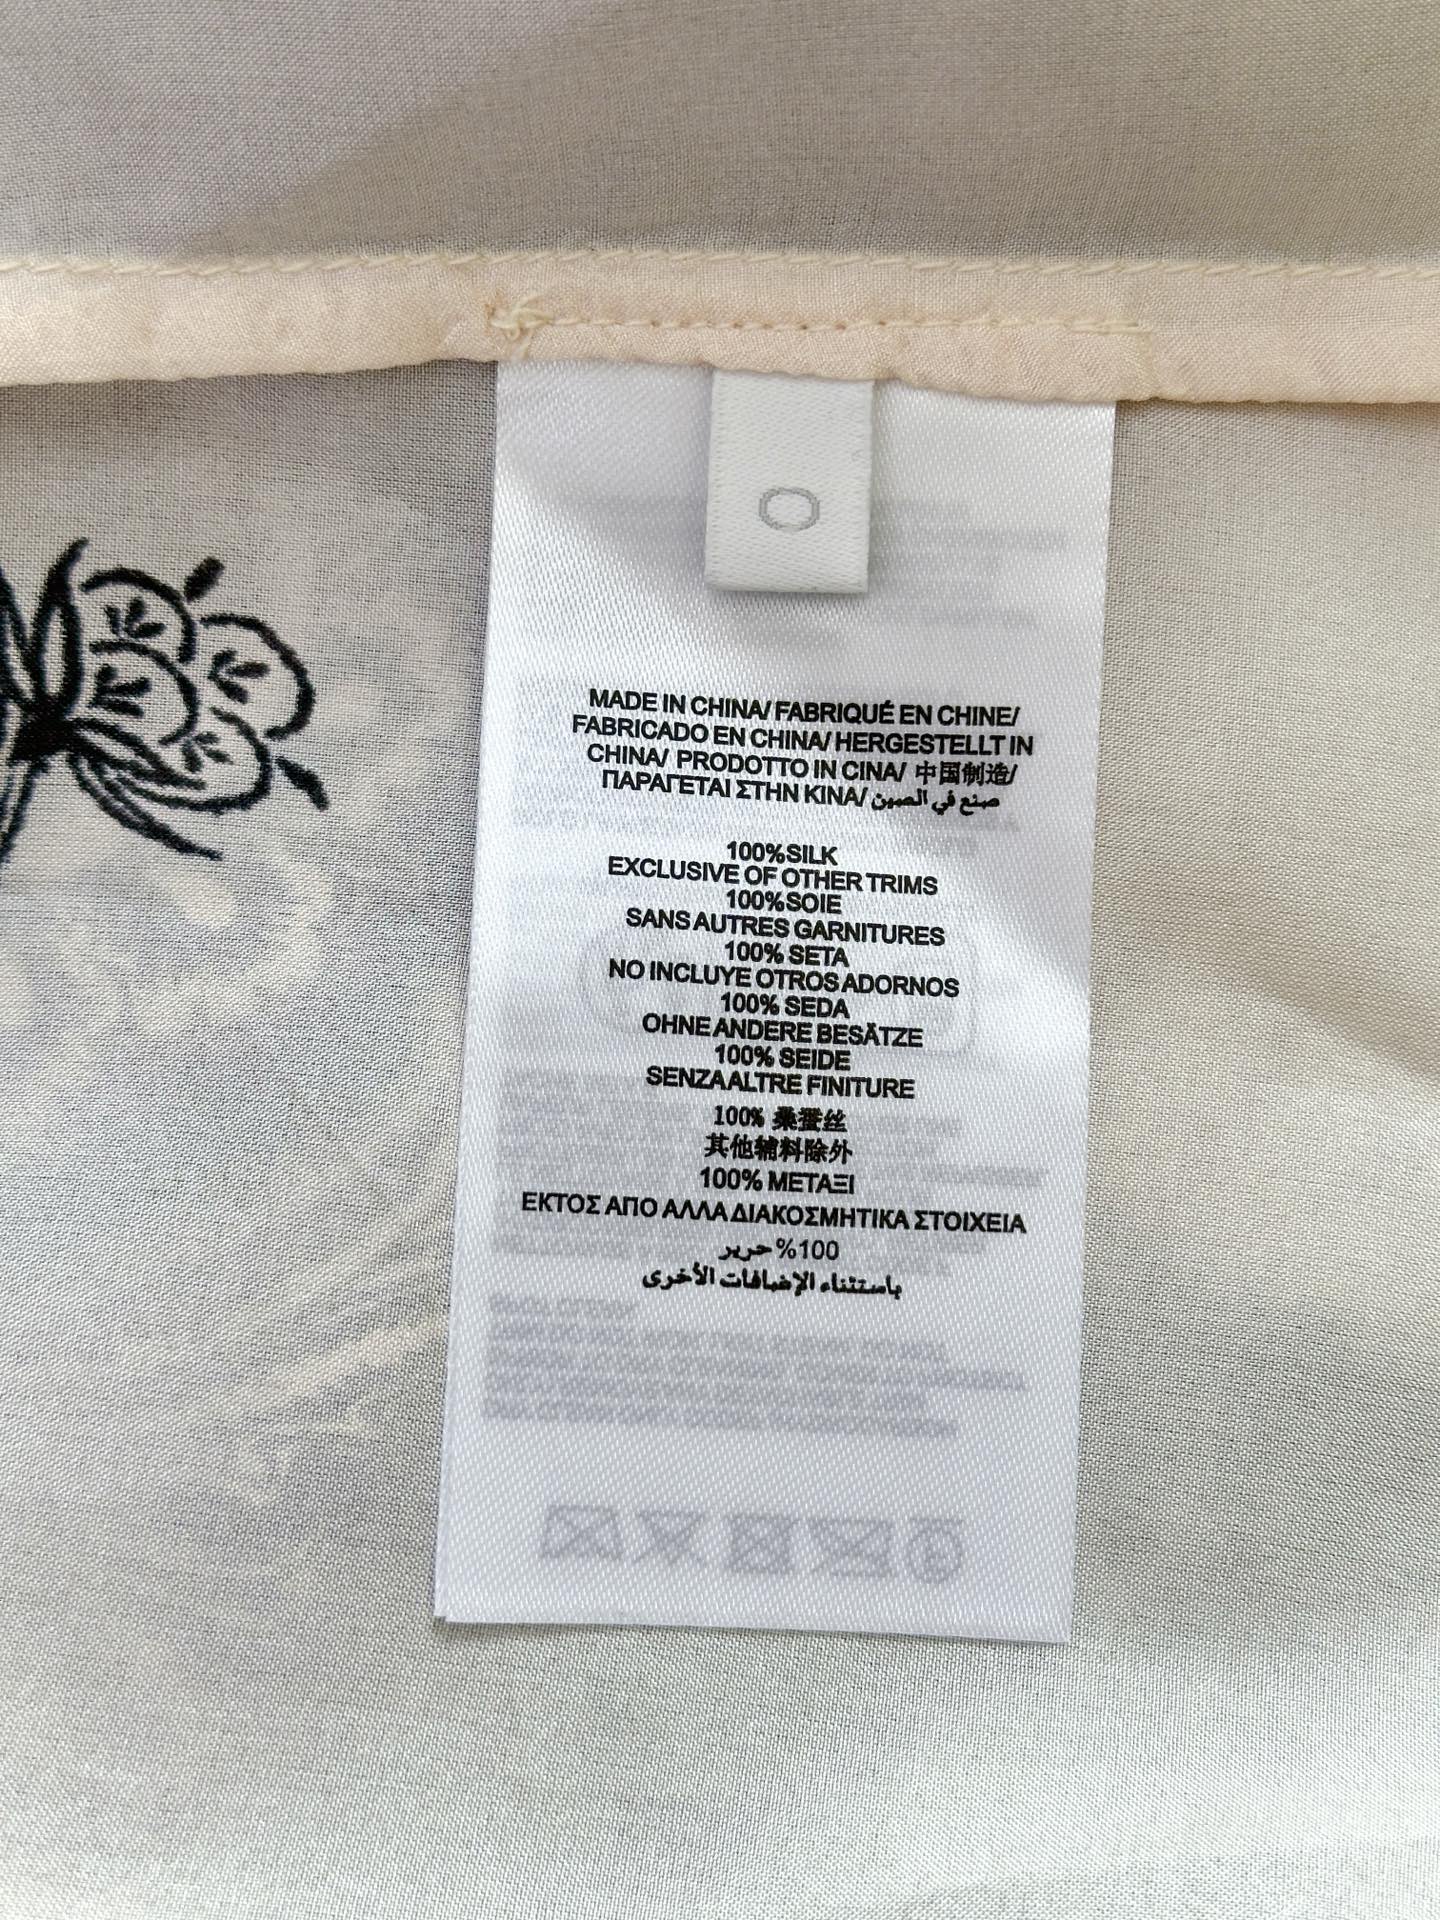 0
MADE IN CHINA/ FABRIQUÉ EN CHINE/
FABRICADO EN CHINA/ HERGESTELLT IN
CHINA/ PRODOTTO IN CINA/ 中国制造/
ΠΑΡΑΓΕΤΑΙ ΣΤΗΝ ΚΙΝΑ/ صنع في الصين
100%SILK
EXCLUSIVE OF OTHER TRIMS
100%SOIE
SANS AUTRES GARNITURES
100% SETA
NO INCLUYE OTROS ADORNOS
100% SEDA
OHNE ANDERE BESÄTZE
100% SEIDE
SENZA ALTRE FINITURE
100% 桑蚕丝
其他辅料除外
100% ΜΕΤΑΞΙ
ΕΚΤΟΣ ΑΠΟ ΑΛΛΑ ΔΙΑΚΟΣΜΗΤΙΚΑ ΣΤΟΙΧΕΙΑ
100% حرير
باستثناء الإضافات الأخرى